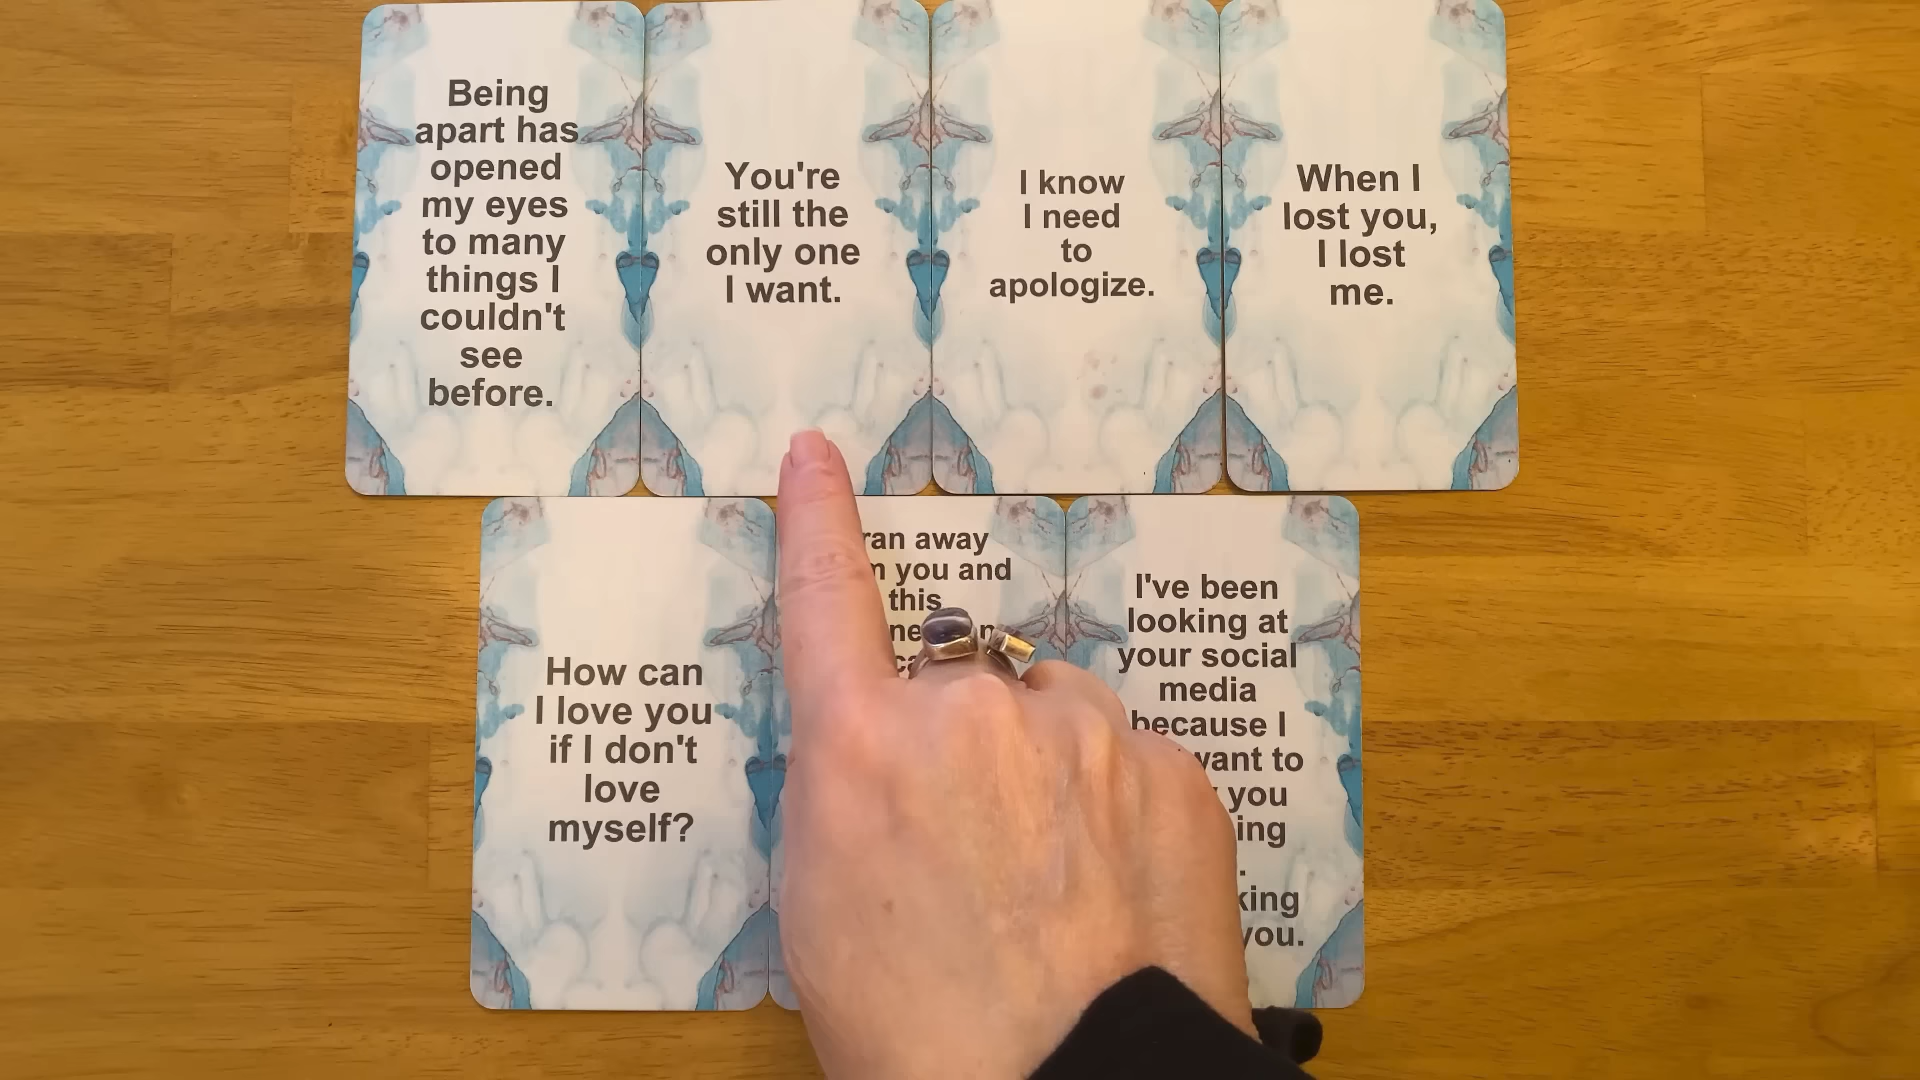 Being
apart has
opened
my eyes
to many
things I
couldn't
see
before.
You're
still the
only one
I want.
I know
I need
to
apologize.
When I
lost you,
I lost
me.
How can
I love you
if I don't
love
myself?
ran away
you and
this
I've been
looking at
your social
media
because I
want to
you
king
you.